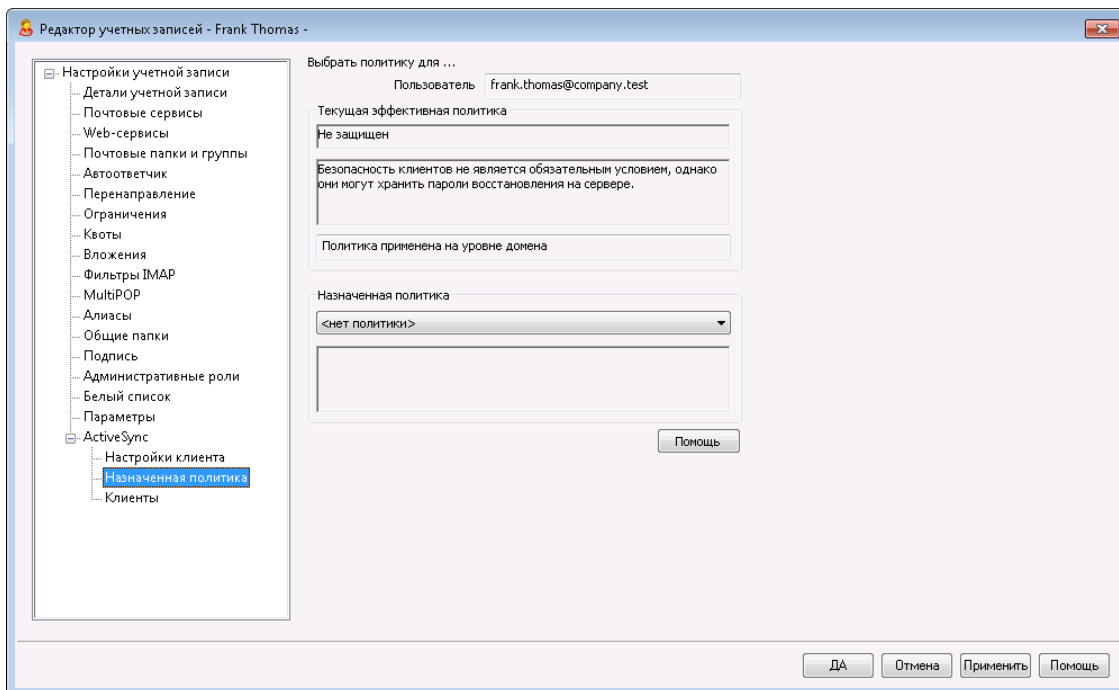 Редактор учетных записей - Frank Thomas -
Настройки учетной записи
Детали учетной записи
Почтовые сервисы
Web-сервисы
Почтовые папки и группы
Автоответчик
Перенаправление
Ограничения
Квоты
Вложения
Фильтры IMAP
MultiPOP
Алиасы
Общие папки
Подпись
Административные роли
Белый список
Параметры
ActiveSync
Настройки клиента
Назначенная политика
Клиенты
Выбрать политику для ...
Пользователь frank.thomas@company.test
Текущая эффективная политика
Не защищен
Безопасность клиентов не является обязательным условием, однако
они могут хранить пароли восстановления на сервере.
Политика применена на уровне домена
Назначенная политика
<нет политики>
Помощь
ДА Отмена Применить Помощь